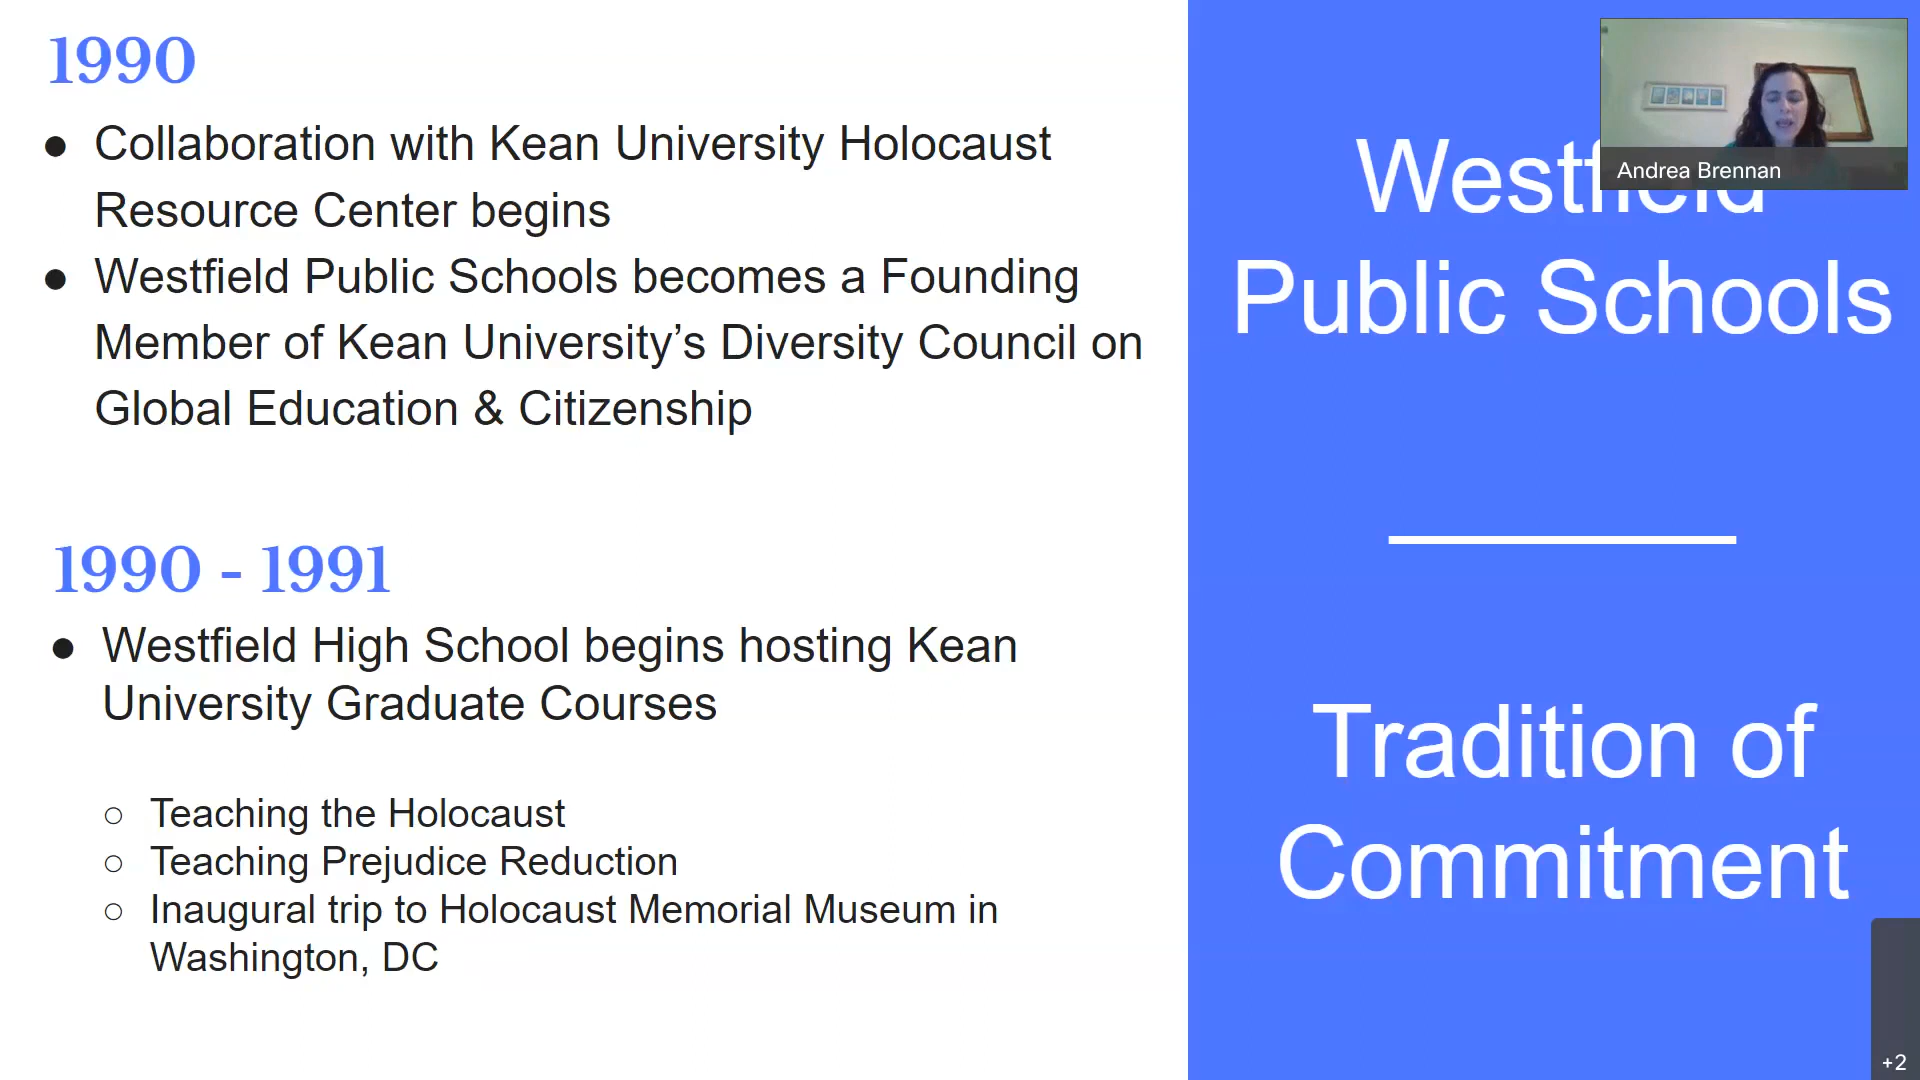 1990
● Collaboration with Kean University Holocaust
Resource Center begins
● Westfield Public Schools becomes a Founding
Member of Kean University’s Diversity Council on
Global Education & Citizenship
1990 - 1991
● Westfield High School begins hosting Kean
University Graduate Courses
○ Teaching the Holocaust
○ Teaching Prejudice Reduction
○ Inaugural trip to Holocaust Memorial Museum in
Washington, DC
Andrea Brennan
Westfield
Public Schools
Tradition of
Commitment
+2